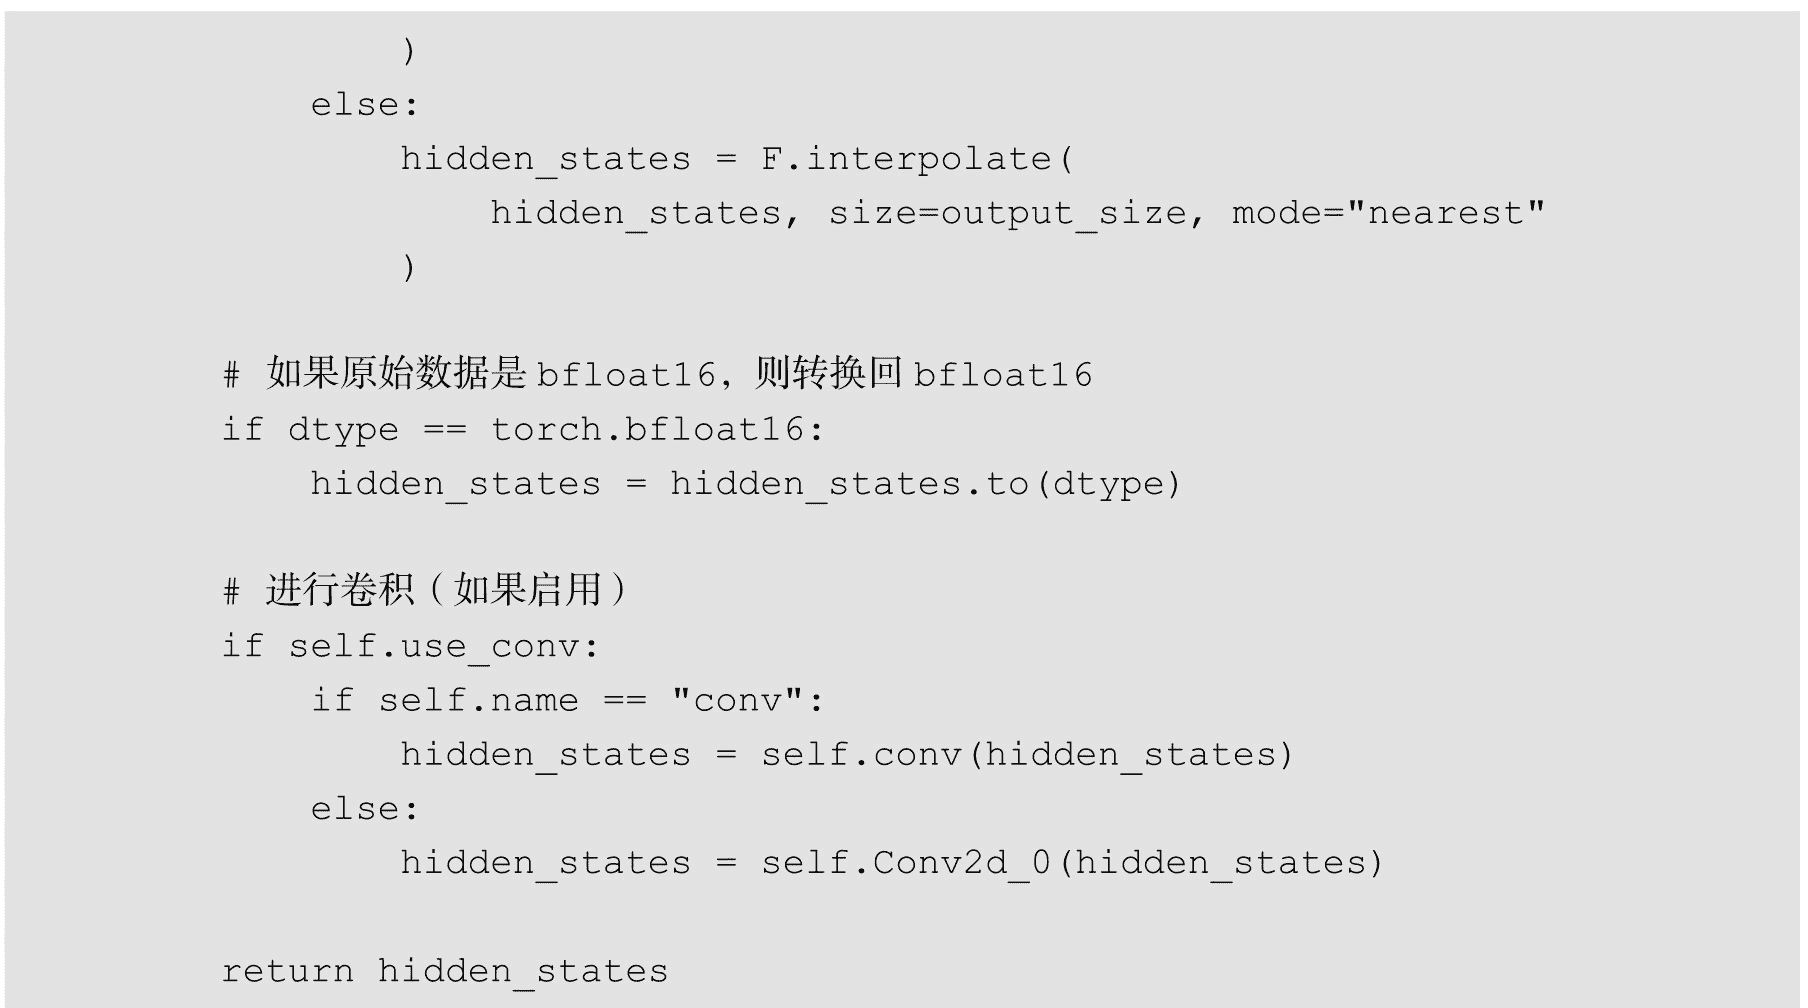 )
    else:
        hidden_states = F.interpolate(
            hidden_states, size=output_size, mode="nearest"
        )
# 如果原始数据是 bfloat16, 则转换回 bfloat16
if dtype == torch.bfloat16:
    hidden_states = hidden_states.to(dtype)
# 进行卷积（如果启用）
if self.use_conv:
    if self.name == "conv":
        hidden_states = self.conv(hidden_states)
    else:
        hidden_states = self.Conv2d_0(hidden_states)
return hidden_states